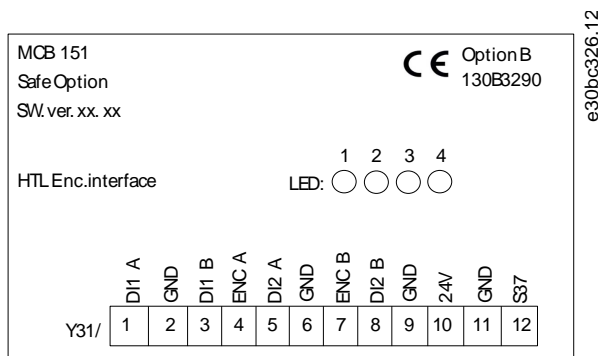 MCB 151
Safe Option
SW. ver. xx. xx
CE Option B
130B3290
e30bc326.12
1 2 3 4
HTL Enc.interface LED:
DI1 A GND DI1 B ENC A DI2 A GND ENC B DI2 B GND 24V GND S37
Y31/ 1 2 3 4 5 6 7 8 9 10 11 12